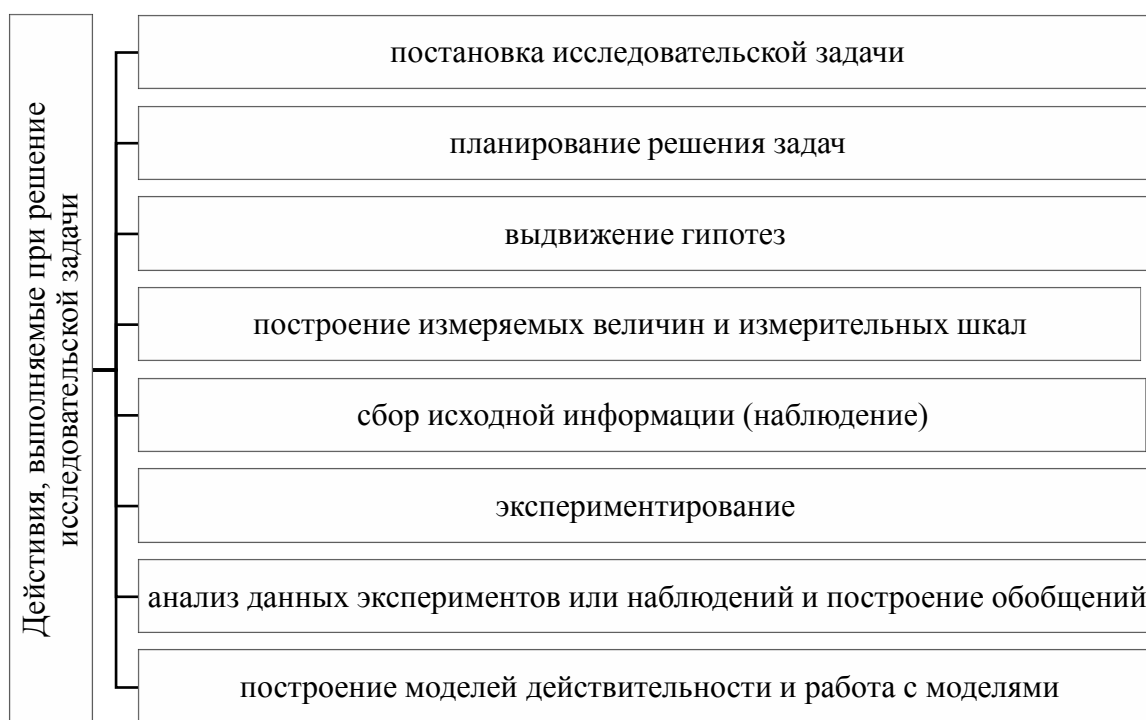 Дейстивия, выполняемые при решение
исследовательской задачи
постановка исследовательской задачи
планирование решения задач
выдвижение гипотез
построение измеряемых величин и измерительных шкал
сбор исходной информации (наблюдение)
экспериментирование
анализ данных экспериментов или наблюдений и построение обобщений
построение моделей действительности и работа с моделями